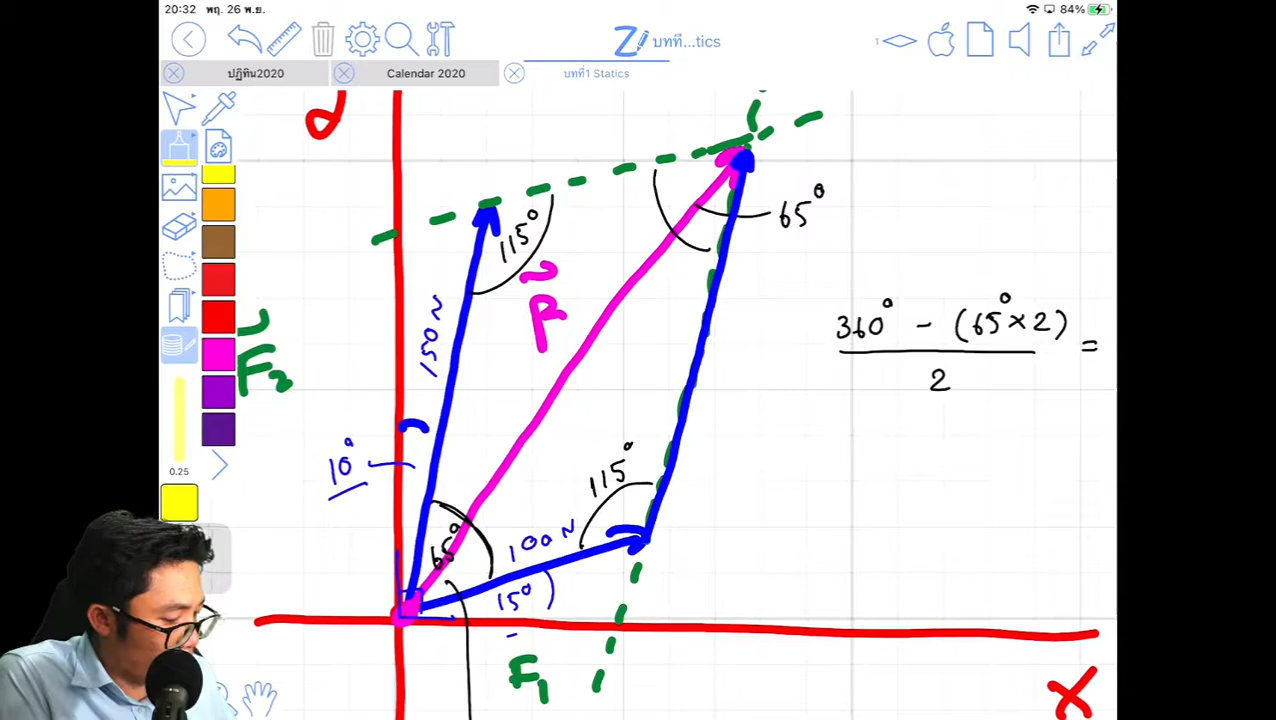 20:32 พฤ. 26 พ.ย.
84%
บทที่...tics
1
ปฏิทิน2020
Calendar 2020
บทที่1 Statics
y
115°
65°
150 N
R
360° - (65° × 2) =
2
F2
10°
0.25
115°
65°
100 N
15°
F1
x